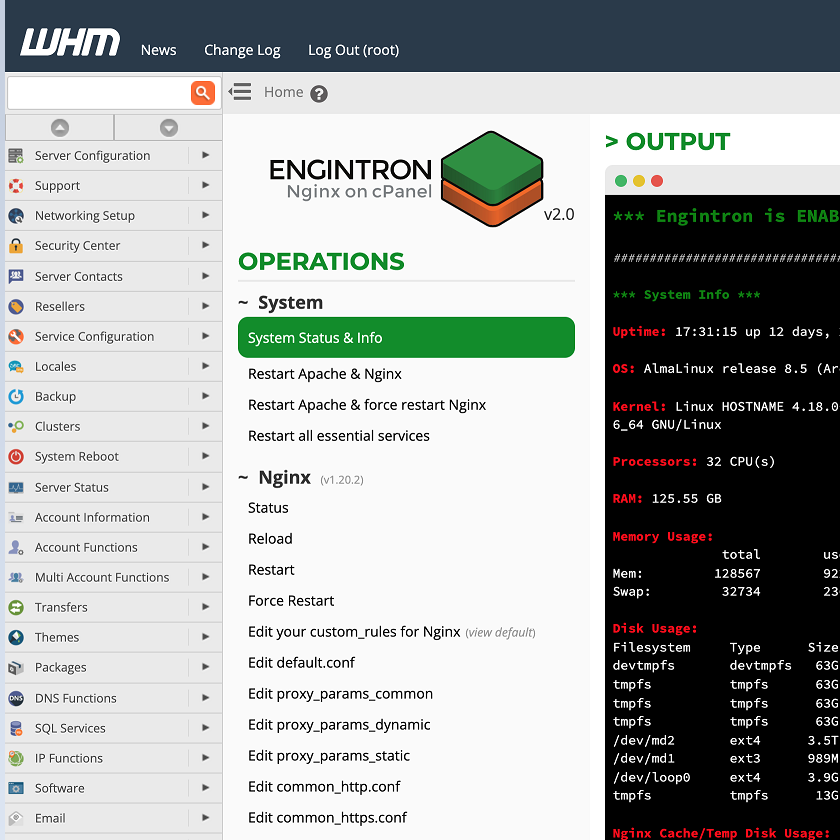 WHM
News
Change Log
Log Out (root)
Home
Server Configuration
Support
Networking Setup
Security Center
Server Contacts
Resellers
Service Configuration
Locales
Backup
Clusters
System Reboot
Server Status
Account Information
Account Functions
Multi Account Functions
Transfers
Themes
Packages
DNS Functions
SQL Services
IP Functions
Software
Email
ENGINTRON
Nginx on cPanel
v2.0
OPERATIONS
~ System
System Status & Info
Restart Apache & Nginx
Restart Apache & force restart Nginx
Restart all essential services
~ Nginx (v1.20.2)
Status
Reload
Restart
Force Restart
Edit your custom_rules for Nginx (view default)
Edit default.conf
Edit proxy_params_common
Edit proxy_params_dynamic
Edit proxy_params_static
Edit common_http.conf
Edit common_https.conf
> OUTPUT
*** Engintron is ENAB
##############################
*** System Info ***
Uptime: 17:31:15 up 12 days,
OS: AlmaLinux release 8.5 (Ar
Kernel: Linux HOSTNAME 4.18.0
6_64 GNU/Linux
Processors: 32 CPU(s)
RAM: 125.55 GB
Memory Usage:
total us
Mem: 128567 92
Swap: 32734 23
Disk Usage:
Filesystem Type Size
devtmpfs devtmpfs 63G
tmpfs tmpfs 63G
tmpfs tmpfs 63G
tmpfs tmpfs 63G
/dev/md2 ext4 3.5T
/dev/md1 ext3 989M
/dev/loop0 ext4 3.9G
tmpfs tmpfs 13G
Nginx Cache/Temp Disk Usage: